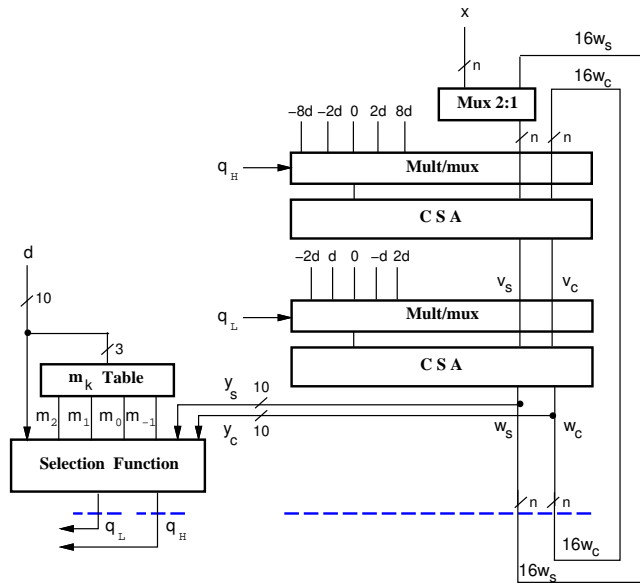 x
16w_s
n
16w_c
Mux 2:1
−8d −2d 0 2d 8d
n n
q_H
Mult/mux
C S A
d
−2d d 0 −d 2d
v_s v_c
10
q_L
Mult/mux
3
C S A
m_k Table
y_s 10
m_2 m_1 m_0 m_−1
y_c 10
w_s w_c
Selection Function
n n
q_L q_H
16w_c
16w_s